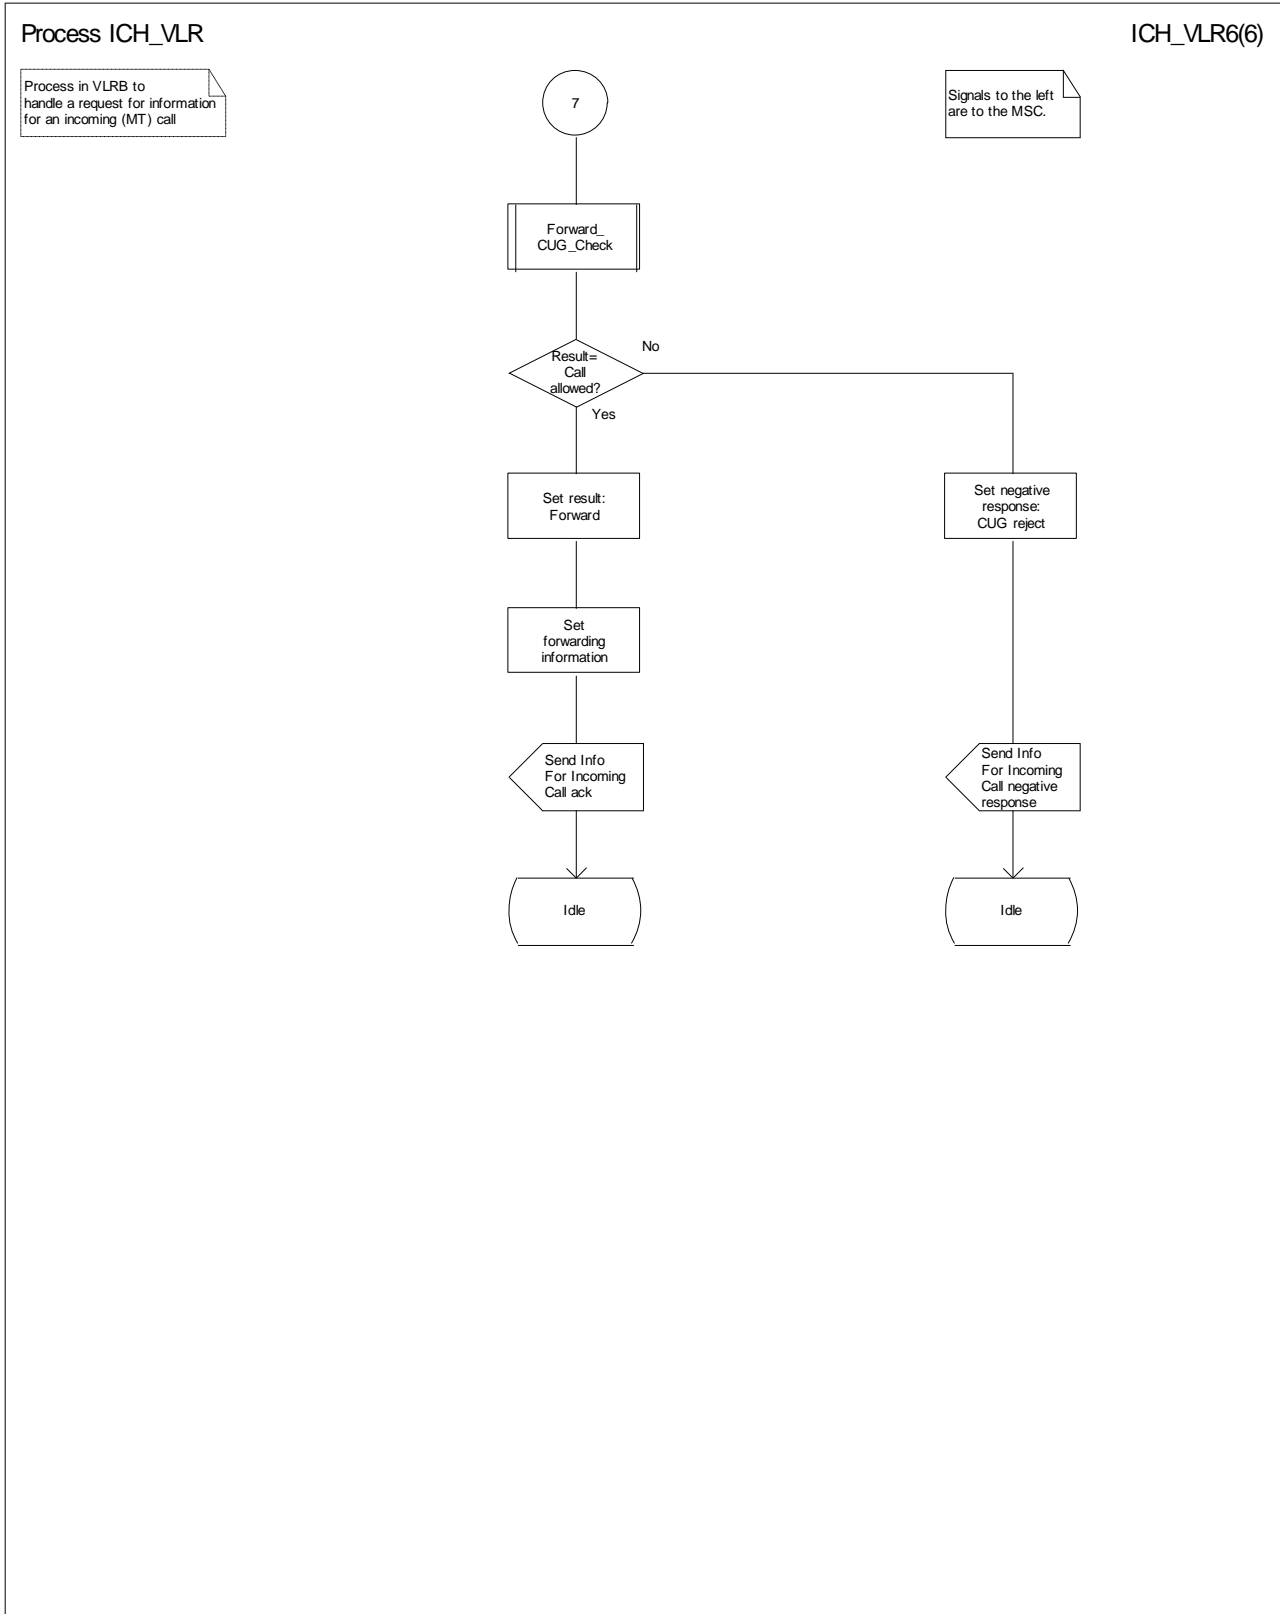 Process ICH_VLR
ICH_VLR6(6)
Process in VLRB to
handle a request for information
for an incoming (MT) call
7
Signals to the left
are to the MSC.
Forward_
CUG_Check
Result=
Call
allowed?
No
Yes
Set result:
Forward
Set negative
response:
CUG reject
Set
forwarding
information
Send Info
For Incoming
Call ack
Send Info
For Incoming
Call negative
response
Idle
Idle